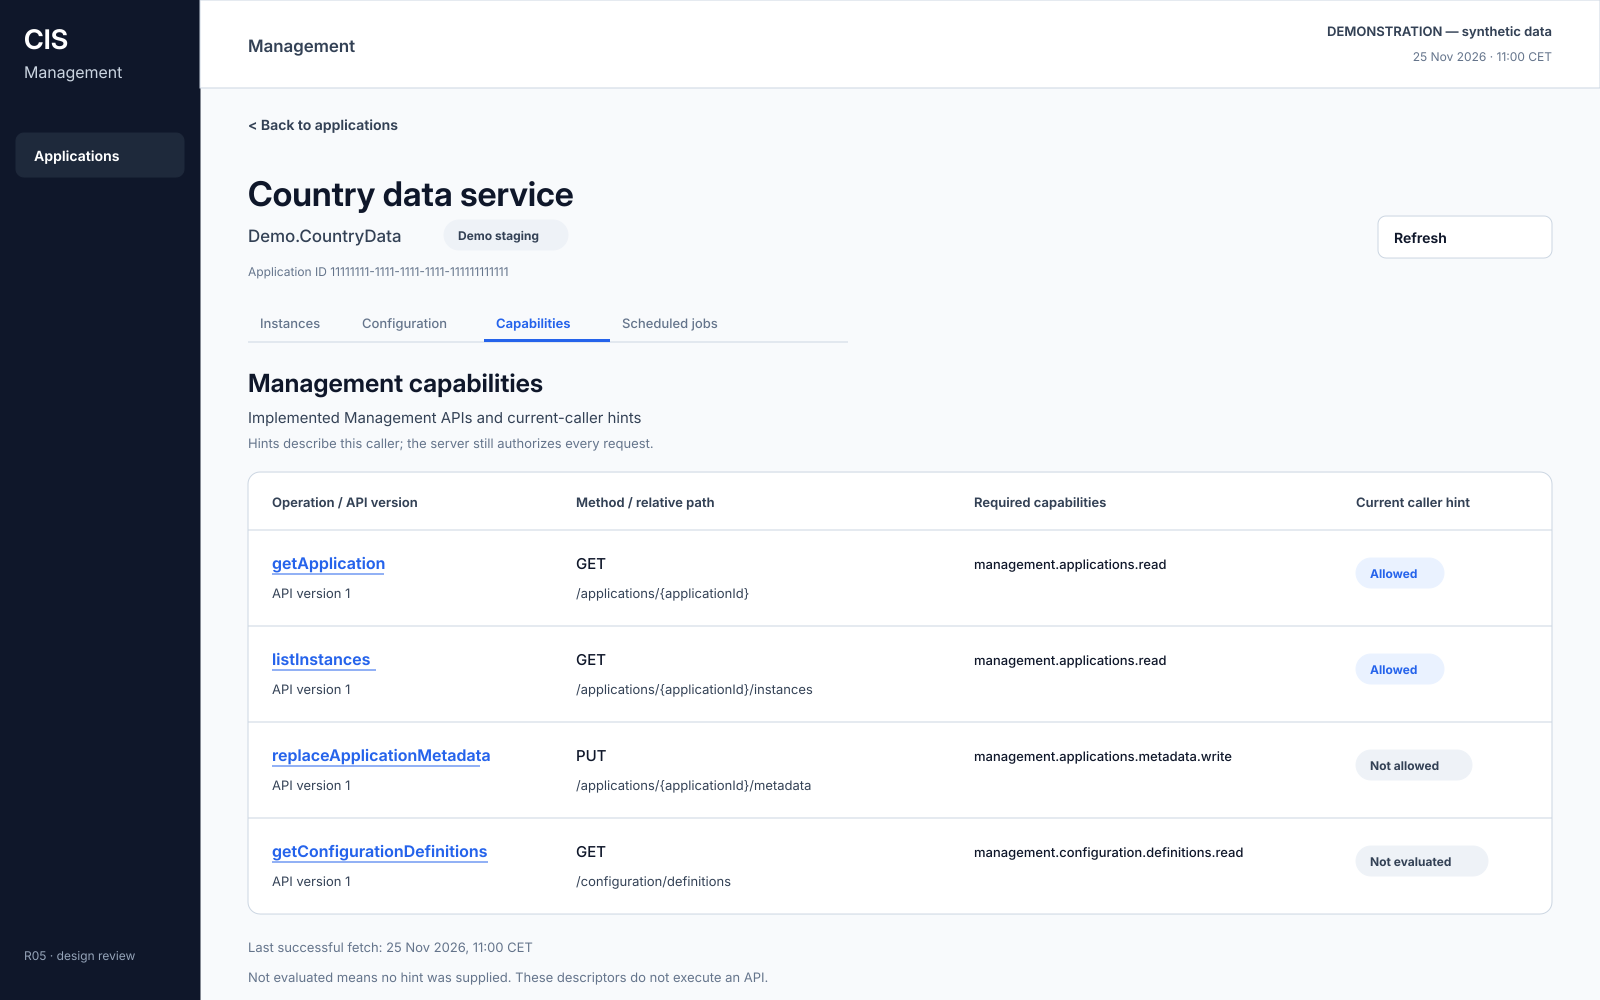 CIS
Management
Applications
R05 · design review
Management
DEMONSTRATION — synthetic data
25 Nov 2026 · 11:00 CET
< Back to applications
Country data service
Demo.CountryData
Demo staging
Refresh
Application ID 11111111-1111-1111-1111-111111111111
Instances
Configuration
Capabilities
Scheduled jobs
Management capabilities
Implemented Management APIs and current-caller hints
Hints describe this caller; the server still authorizes every request.
Operation / API version
Method / relative path
Required capabilities
Current caller hint
getApplication
API version 1
GET
/applications/{applicationId}
management.applications.read
Allowed
listInstances
API version 1
GET
/applications/{applicationId}/instances
management.applications.read
Allowed
replaceApplicationMetadata
API version 1
PUT
/applications/{applicationId}/metadata
management.applications.metadata.write
Not allowed
getConfigurationDefinitions
API version 1
GET
/configuration/definitions
management.configuration.definitions.read
Not evaluated
Last successful fetch: 25 Nov 2026, 11:00 CET
Not evaluated means no hint was supplied. These descriptors do not execute an API.